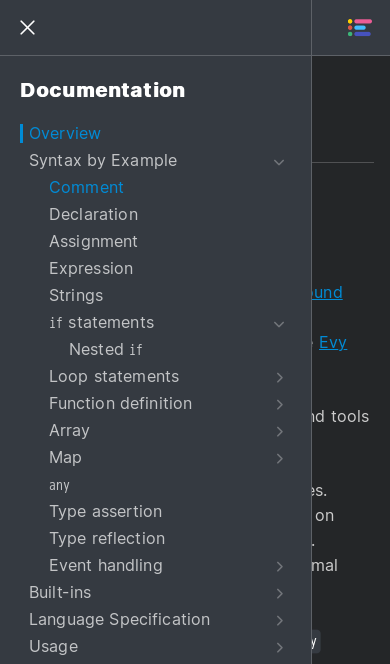 Documentation
Overview
Syntax by Example
Comment
Declaration
Assignment
Expression
Strings
ound
if statements
Evy
Nested if
Loop statements
Function definition
nd tools
Array
Map
any
es.
Type assertion
on
Type reflection
Event handling
mal
Built-ins
Language Specification
Usage
y